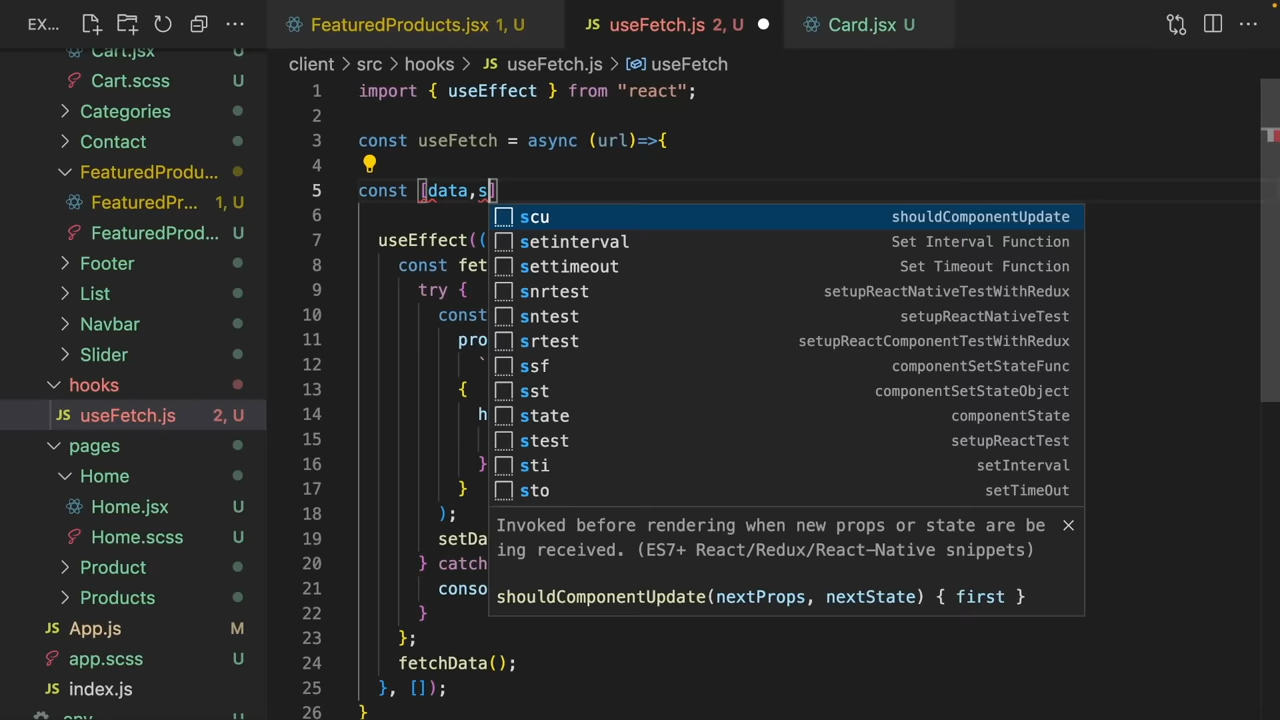 EX... ...
FeaturedProducts.jsx 1, U
JS useFetch.js 2, U
Card.jsx U
...
Cart.jsx U
Cart.scss U
Categories
Contact
FeaturedProdu...
FeaturedPr... 1, U
FeaturedProd... U
Footer
List
Navbar
Slider
hooks
JS useFetch.js 2, U
pages
Home
Home.jsx U
Home.scss U
Product
Products
JS App.js M
app.scss U
JS index.js
.env
client > src > hooks > JS useFetch.js > useFetch
1 import { useEffect } from "react";
2
3 const useFetch = async (url)=>{
4
5 const [data,s]
6
7 useEffect((
8 const fet
9 try {
10 const
11 pro
12 `
13 {
14 h
15
16 }
17 }
18 );
19 setDa
20 } catch
21 conso
22 }
23 };
24 fetchData();
25 }, []);
26 }
scu shouldComponentUpdate
setinterval Set Interval Function
settimeout Set Timeout Function
snrtest setupReactNativeTestWithRedux
sntest setupReactNativeTest
srtest setupReactComponentTestWithRedux
ssf componentSetStateFunc
sst componentSetStateObject
state componentState
stest setupReactTest
sti setInterval
sto setTimeOut
Invoked before rendering when new props or state are be
ing received. (ES7+ React/Redux/React-Native snippets)
shouldComponentUpdate(nextProps, nextState) { first }